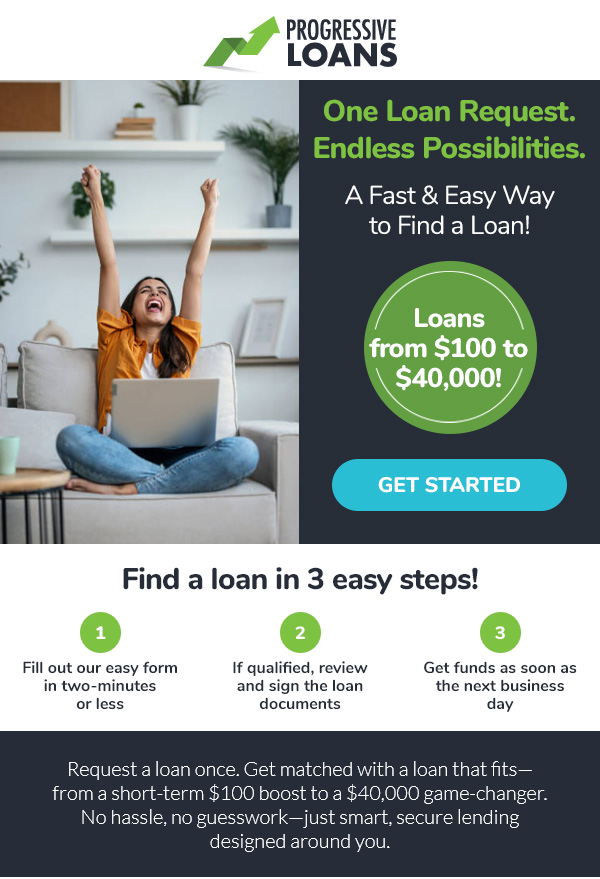 PROGRESSIVE
LOANS
One Loan Request.
Endless Possibilities.
A Fast & Easy Way
to Find a Loan!
Loans
from $100 to
$40,000!
GET STARTED
Find a loan in 3 easy steps!
1
Fill out our easy form
in two-minutes
or less
2
If qualified, review
and sign the loan
documents
3
Get funds as soon as
the next business
day
Request a loan once. Get matched with a loan that fits—
from a short-term $100 boost to a $40,000 game-changer.
No hassle, no guesswork—just smart, secure lending
designed around you.